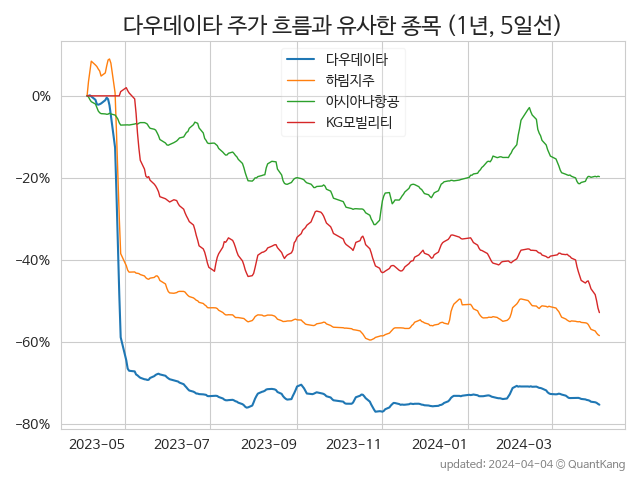 다우데이타 주가 흐름과 유사한 종목 (1년, 5일선)
다우데이타
하림지주
아시아나항공
KG모빌리티
0%
−20%
−40%
−60%
−80%
2023-05 2023-07 2023-09 2023-11 2024-01 2024-03
updated: 2024-04-04 © QuantKang